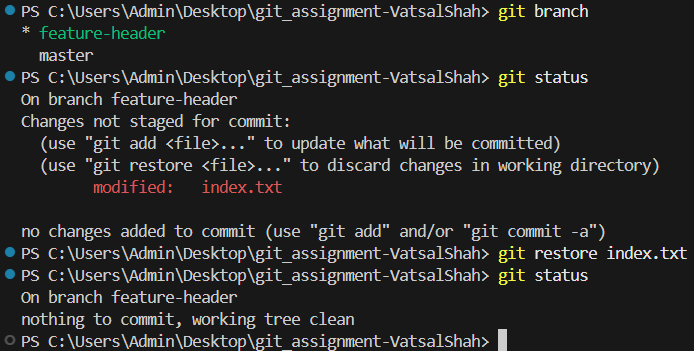 PS C:\Users\Admin\Desktop\git_assignment-VatsalShah> git branch
* feature-header
  master
PS C:\Users\Admin\Desktop\git_assignment-VatsalShah> git status
On branch feature-header
Changes not staged for commit:
  (use "git add <file>..." to update what will be committed)
  (use "git restore <file>..." to discard changes in working directory)
        modified:   index.txt

no changes added to commit (use "git add" and/or "git commit -a")
PS C:\Users\Admin\Desktop\git_assignment-VatsalShah> git restore index.txt
PS C:\Users\Admin\Desktop\git_assignment-VatsalShah> git status
On branch feature-header
nothing to commit, working tree clean
PS C:\Users\Admin\Desktop\git_assignment-VatsalShah>